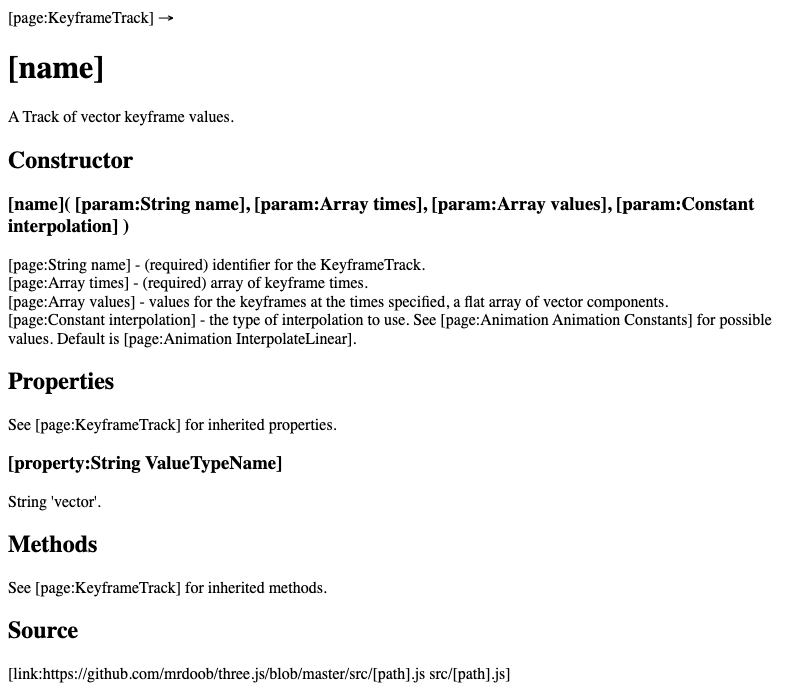 [page:KeyframeTrack] →
[name]
A Track of vector keyframe values.
Constructor
[name]( [param:String name], [param:Array times], [param:Array values], [param:Constant
interpolation] )
[page:String name] - (required) identifier for the KeyframeTrack.
[page:Array times] - (required) array of keyframe times.
[page:Array values] - values for the keyframes at the times specified, a flat array of vector components.
[page:Constant interpolation] - the type of interpolation to use. See [page:Animation Animation Constants] for possible
values. Default is [page:Animation InterpolateLinear].
Properties
See [page:KeyframeTrack] for inherited properties.
[property:String ValueTypeName]
String 'vector'.
Methods
See [page:KeyframeTrack] for inherited methods.
Source
[link:https://github.com/mrdoob/three.js/blob/master/src/[path].js src/[path].js]